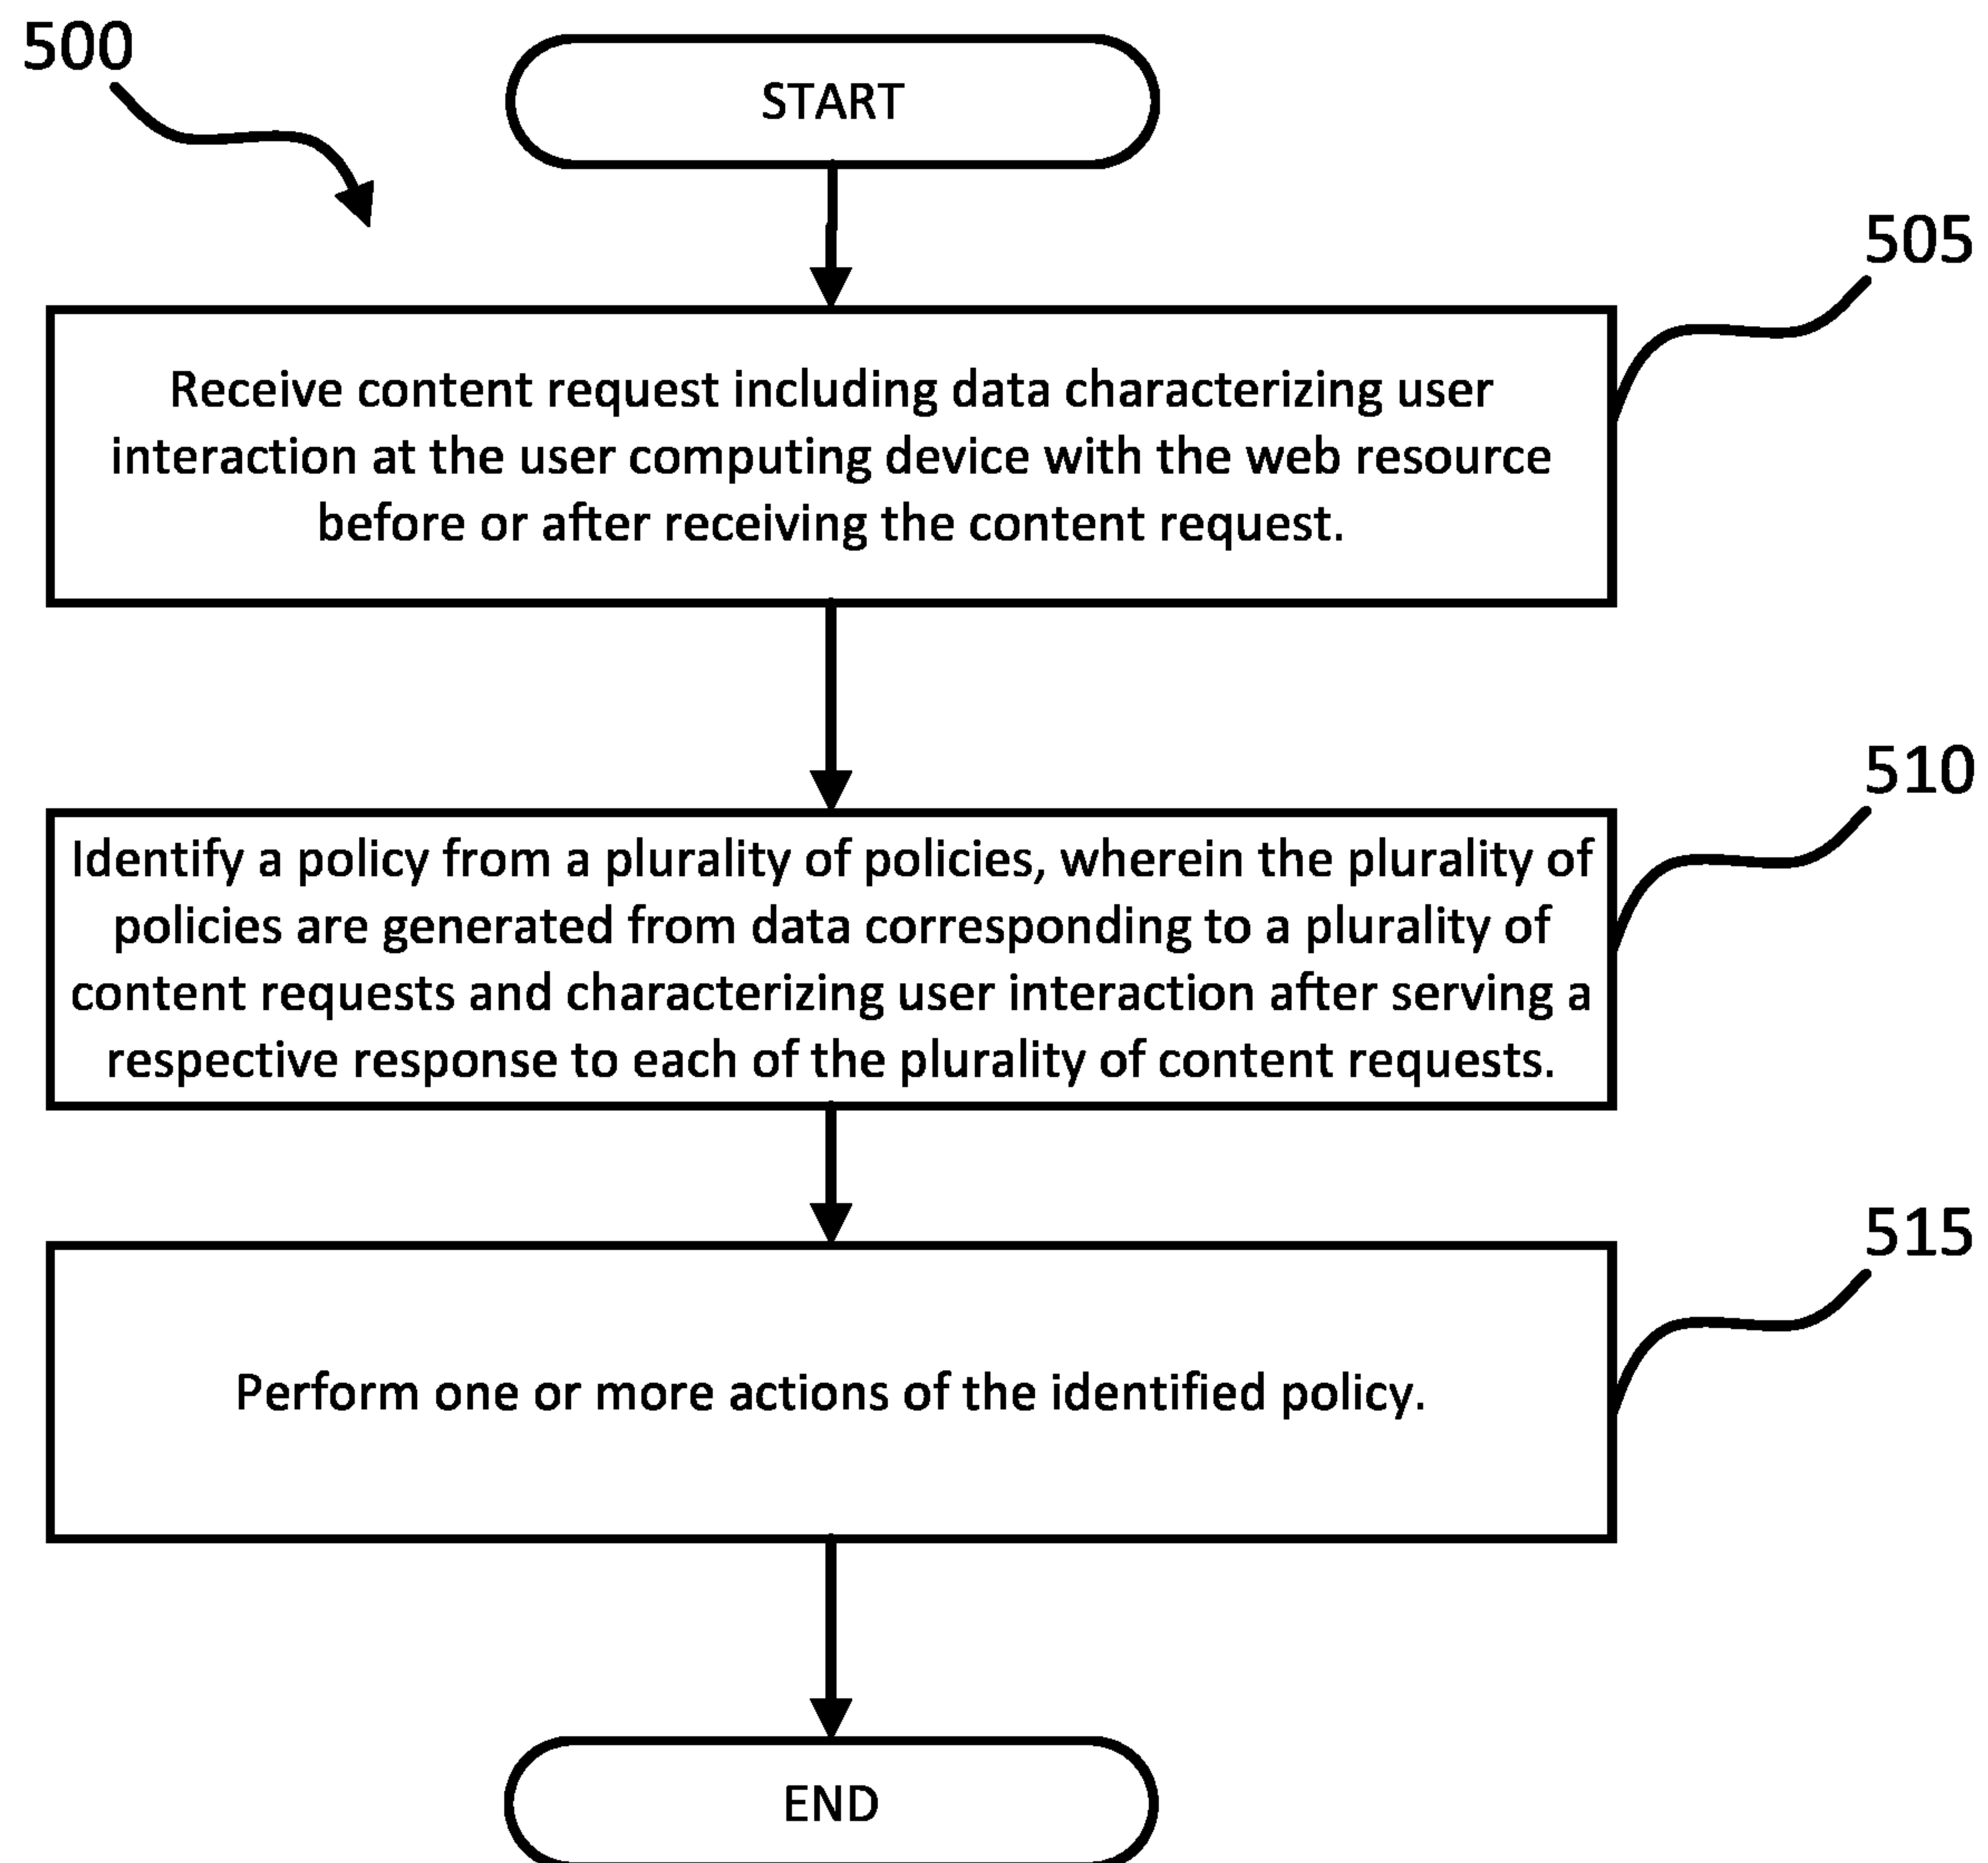 500
START
505
Receive content request including data characterizing user
interaction at the user computing device with the web resource
before or after receiving the content request.
510
Identify a policy from a plurality of policies, wherein the plurality of
policies are generated from data corresponding to a plurality of
content requests and characterizing user interaction after serving a
respective response to each of the plurality of content requests.
515
Perform one or more actions of the identified policy.
END